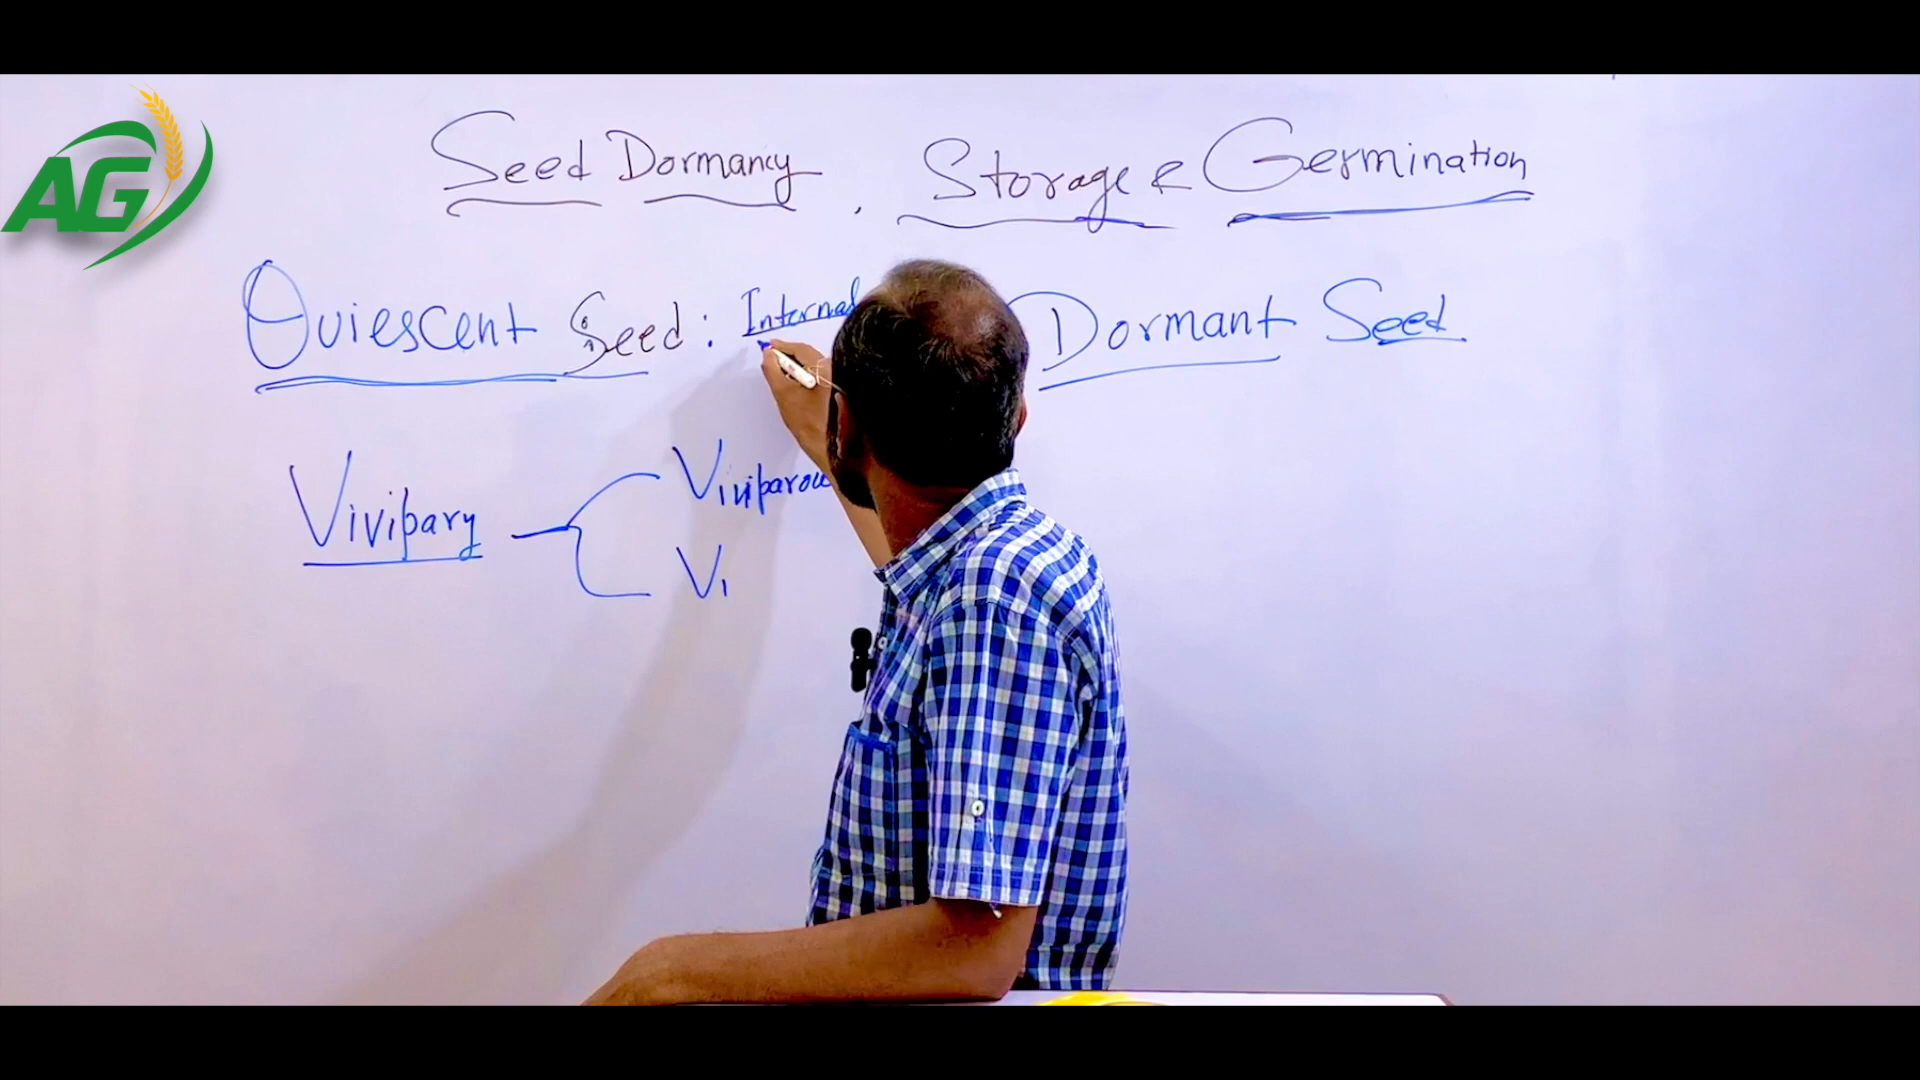 AG
Seed Dormancy, Storage & Germination
Quiescent Seed : Internal
Dormant Seed
Vivipary
Viviparou
Vi